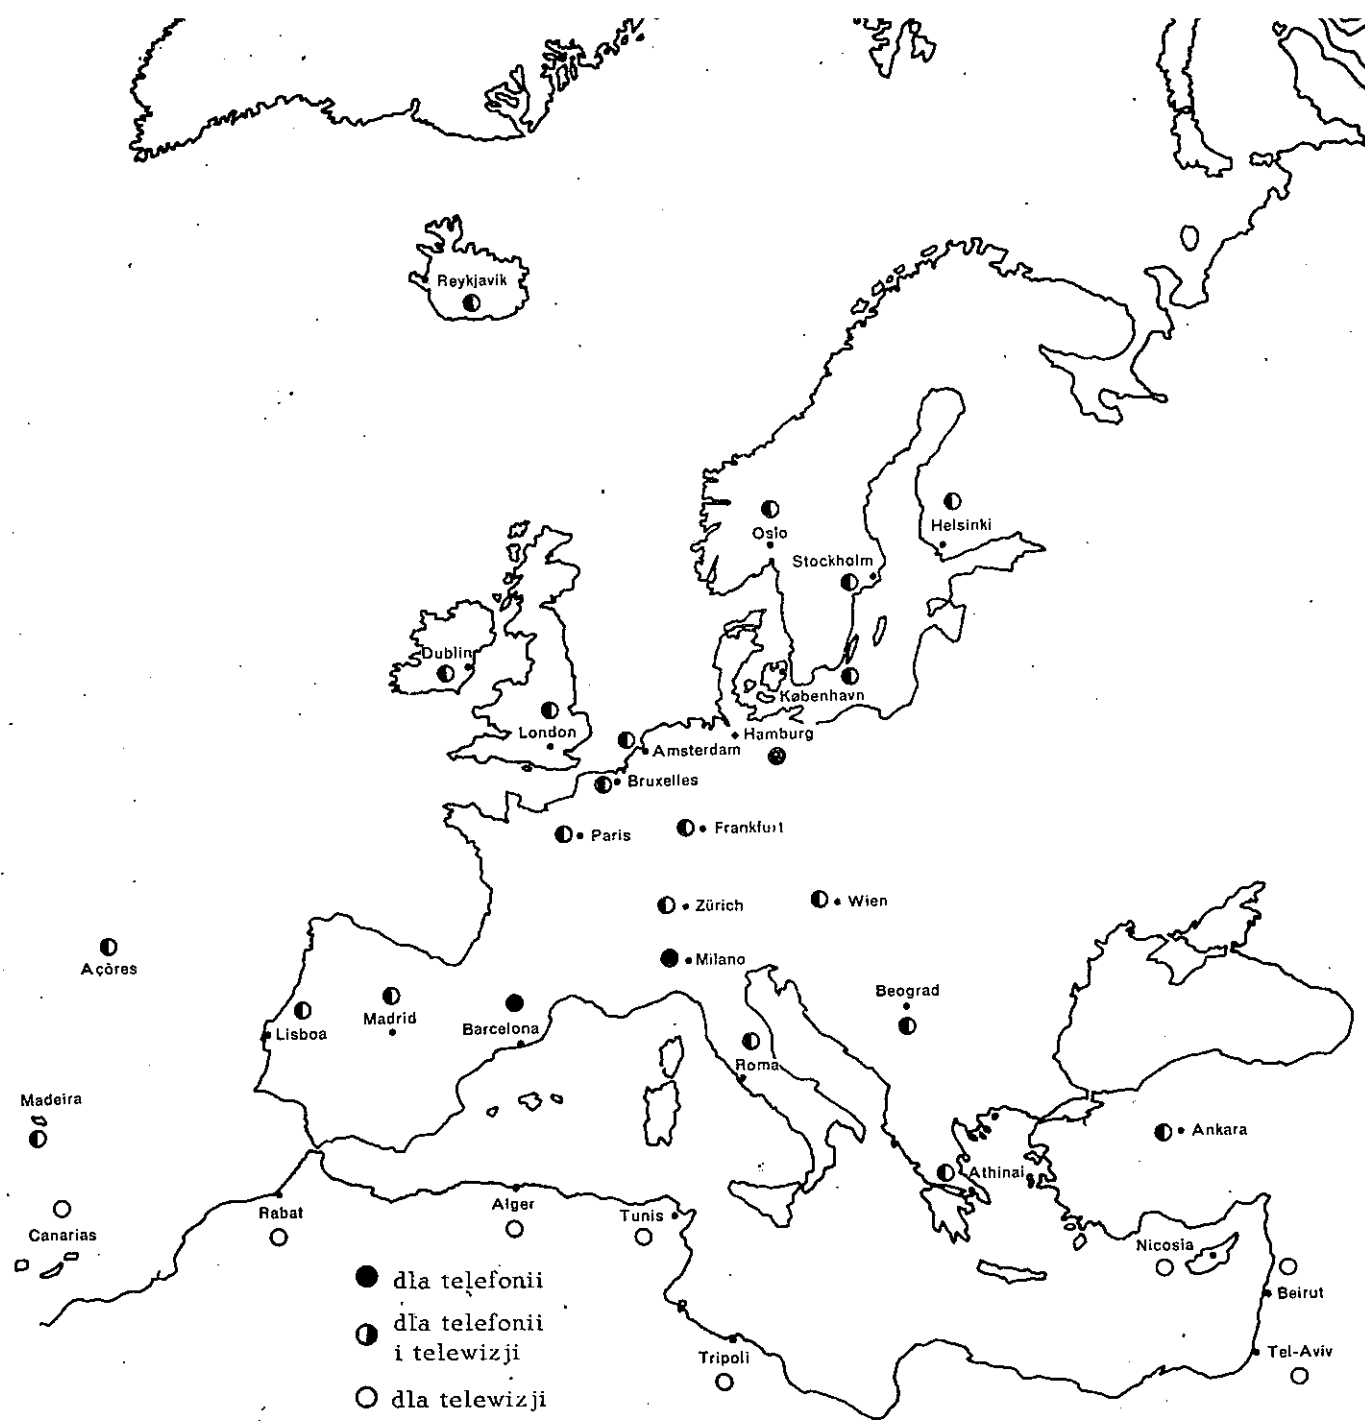 Reykjavík
Oslo
Helsinki
Stockholm
Dublin
København
London
Hamburg
Amsterdam
Bruxelles
Paris
Frankfurt
Zürich
Wien
Açôres
Milano
Beograd
Lisboa
Madrid
Barcelona
Roma
Madeira
Ankara
Athinai
Canarias
Rabat
Alger
Tunis
Nicosia
Beirut
Tripoli
Tel-Aviv
dla telefonii
dla telefonii
i telewizji
dla telewizji